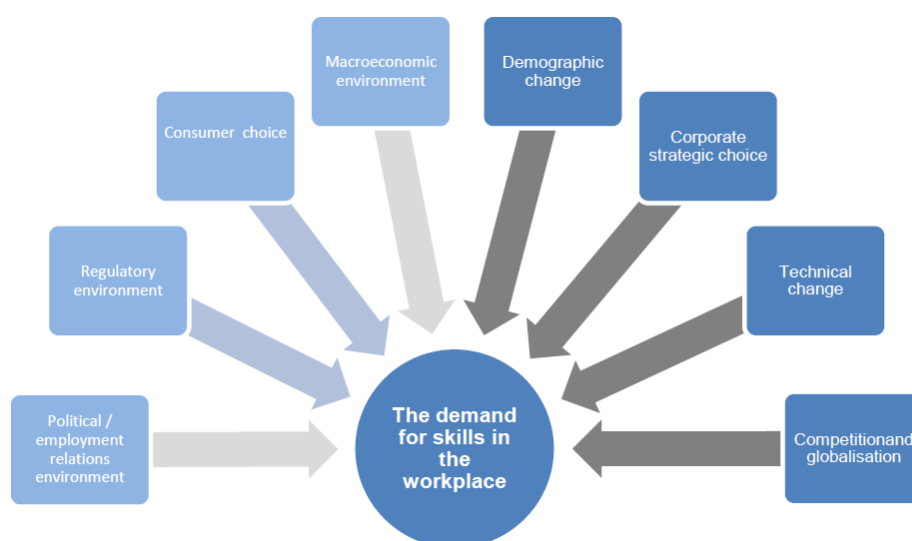 Macroeconomic
environment
Demographic
change
Consumer choice
Corporate
strategic choice
Regulatory
environment
Technical
change
Political /
employment
relations
environment
The demand
for skills in
the
workplace
Competitionand
globalisation